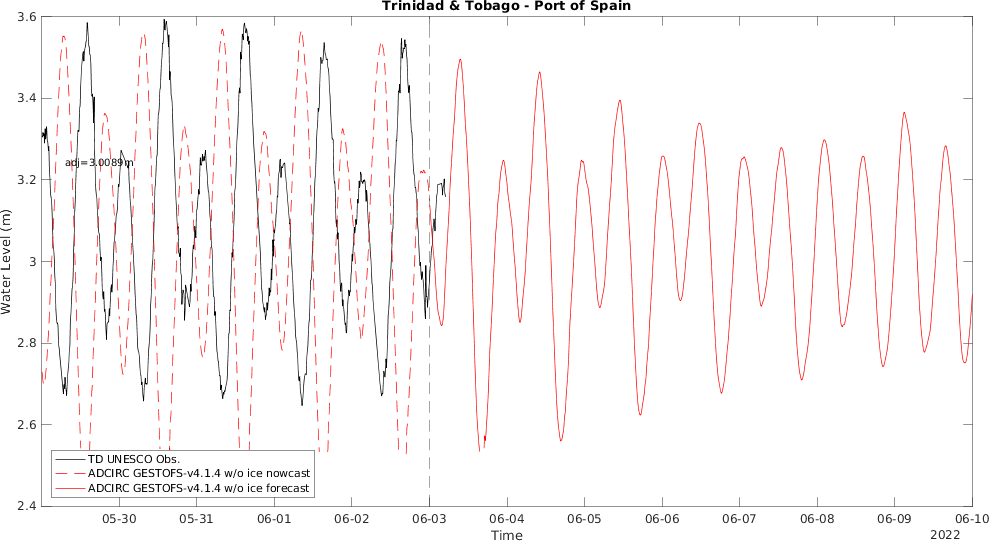 Trinidad & Tobago - Port of Spain
3.6
3.4
adj=3.0089m
3.2
3
2.8
2.6
2.4
Water Level (m)
TD UNESCO Obs.
ADCIRC GESTOFS-v4.1.4 w/o ice nowcast
ADCIRC GESTOFS-v4.1.4 w/o ice forecast
05-30 05-31 06-01 06-02 06-03 06-04 06-05 06-06 06-07 06-08 06-09 06-10
Time
2022